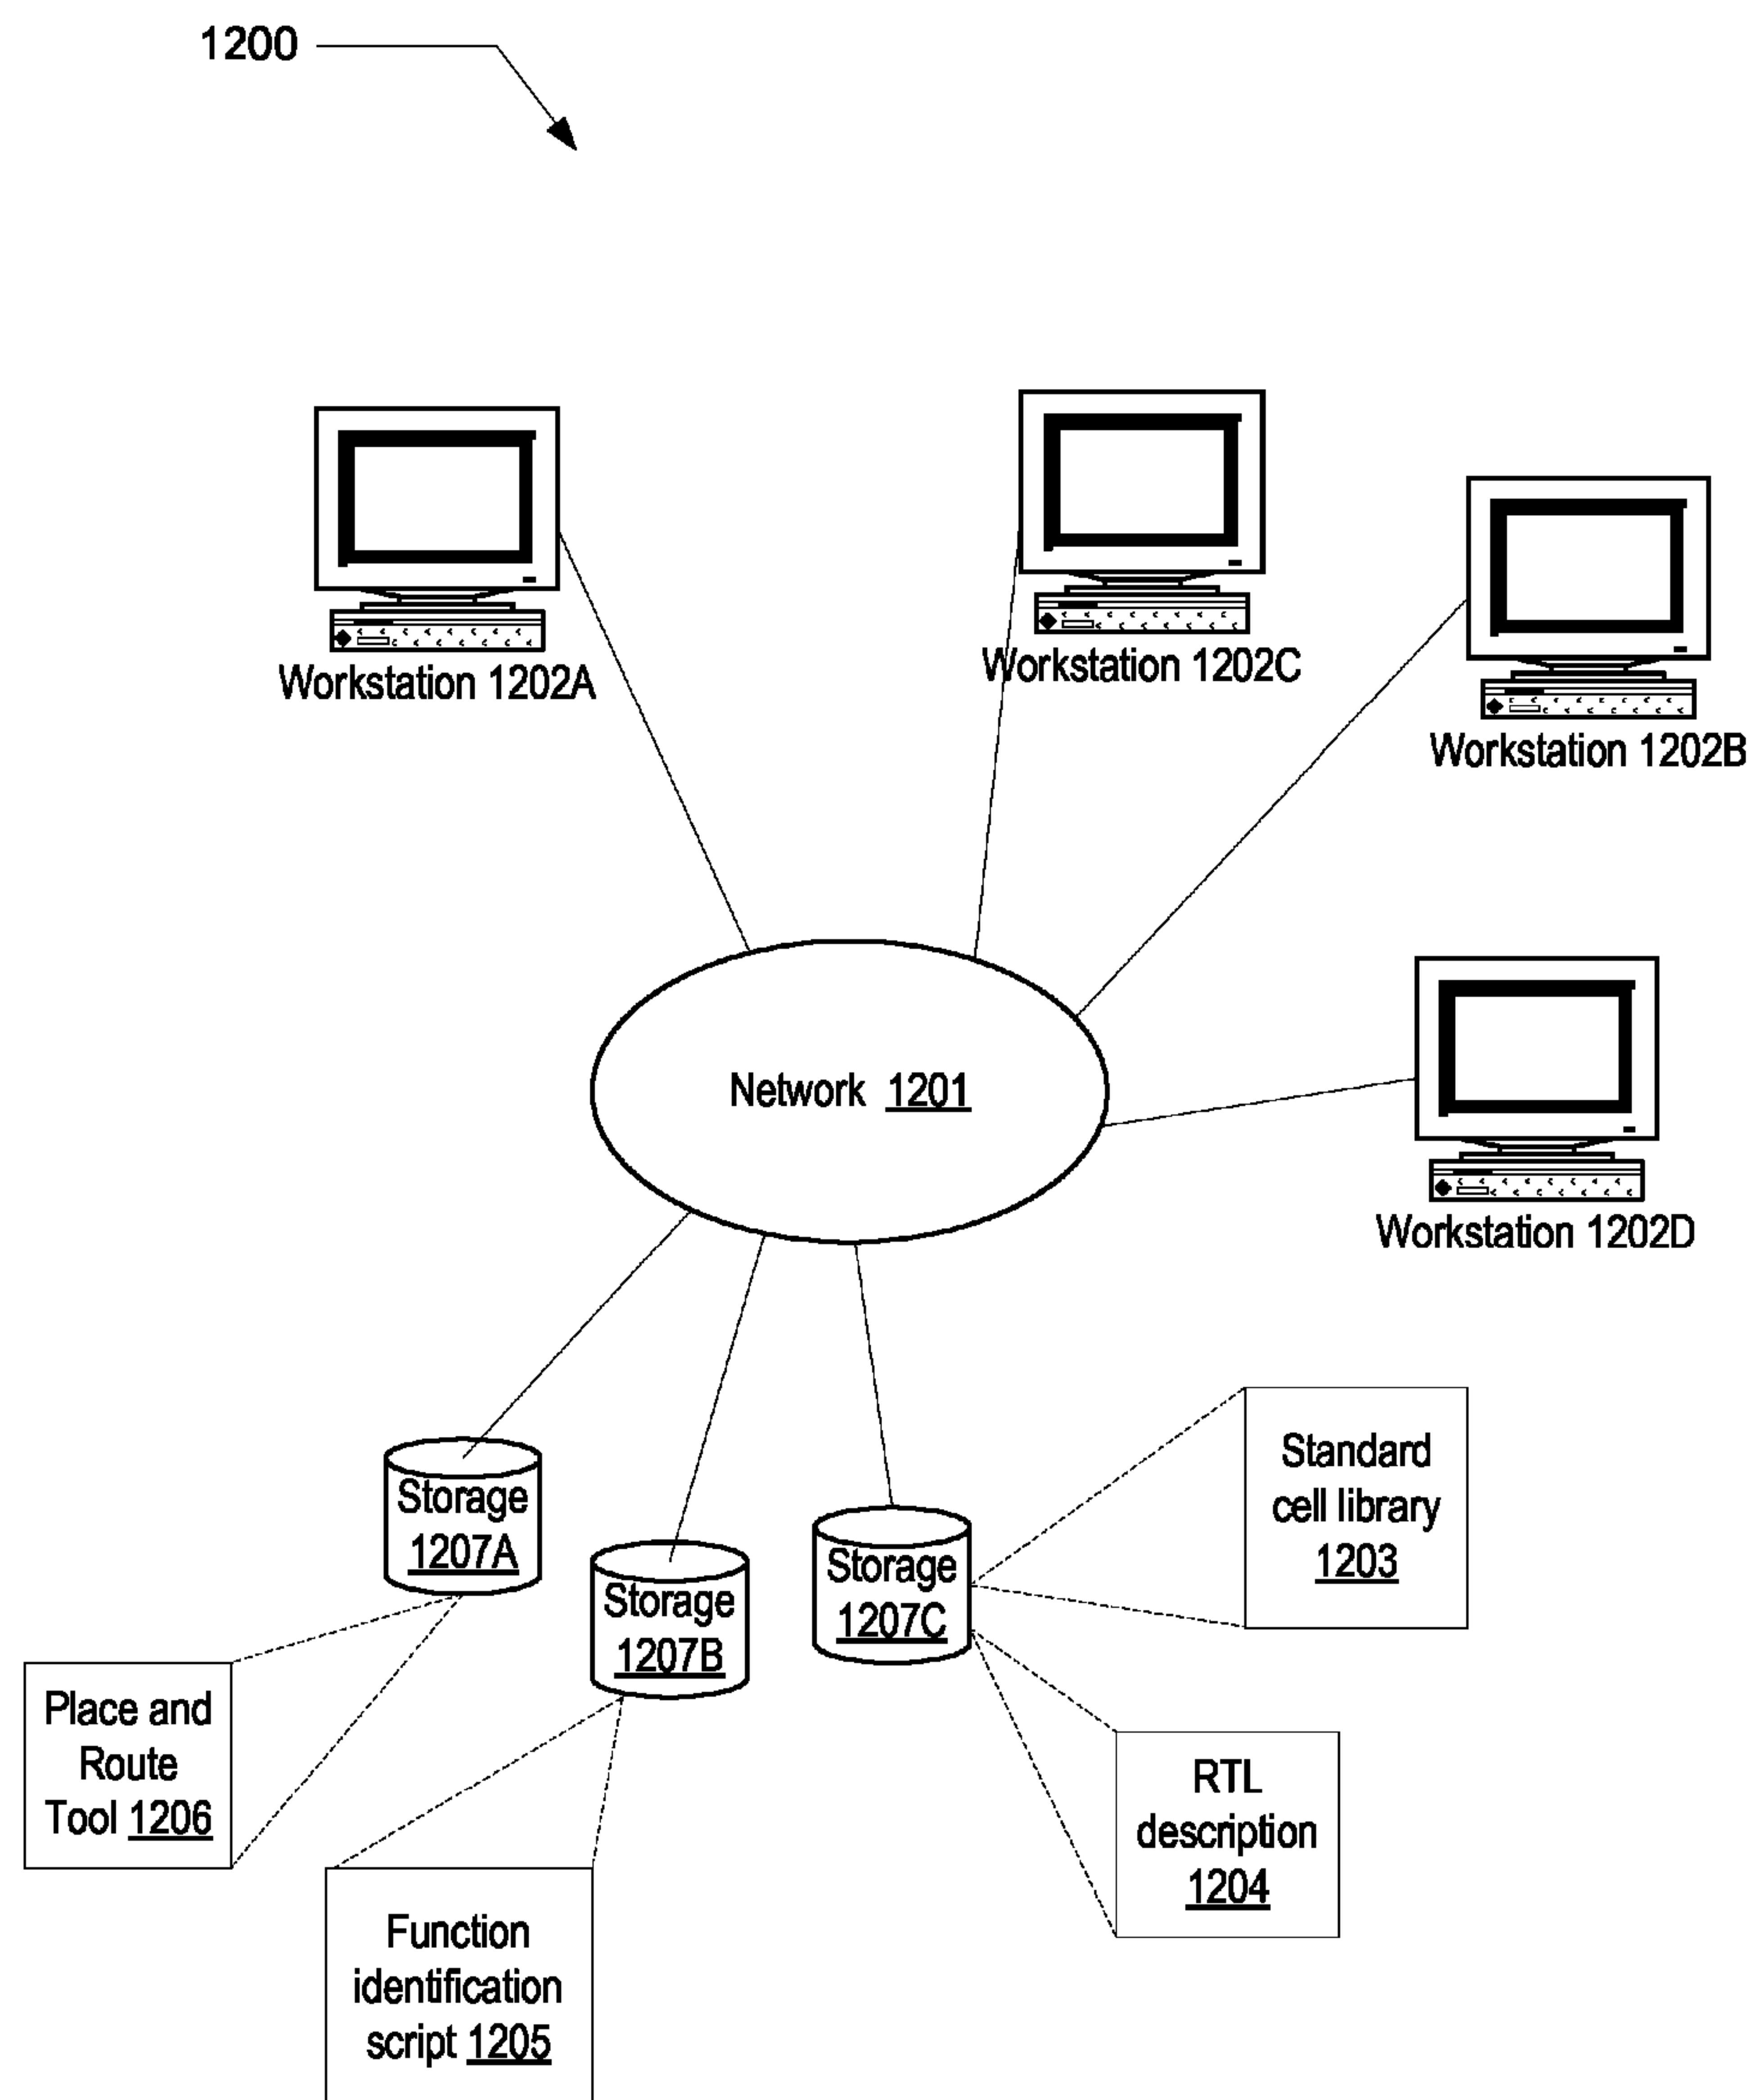 1200
Workstation 1202A
Workstation 1202C
Workstation 1202B
Network 1201
Workstation 1202D
Storage
1207A
Storage
1207B
Storage
1207C
Standard
cell library
1203
Place and
Route
Tool 1206
RTL
description
1204
Function
identification
script 1205